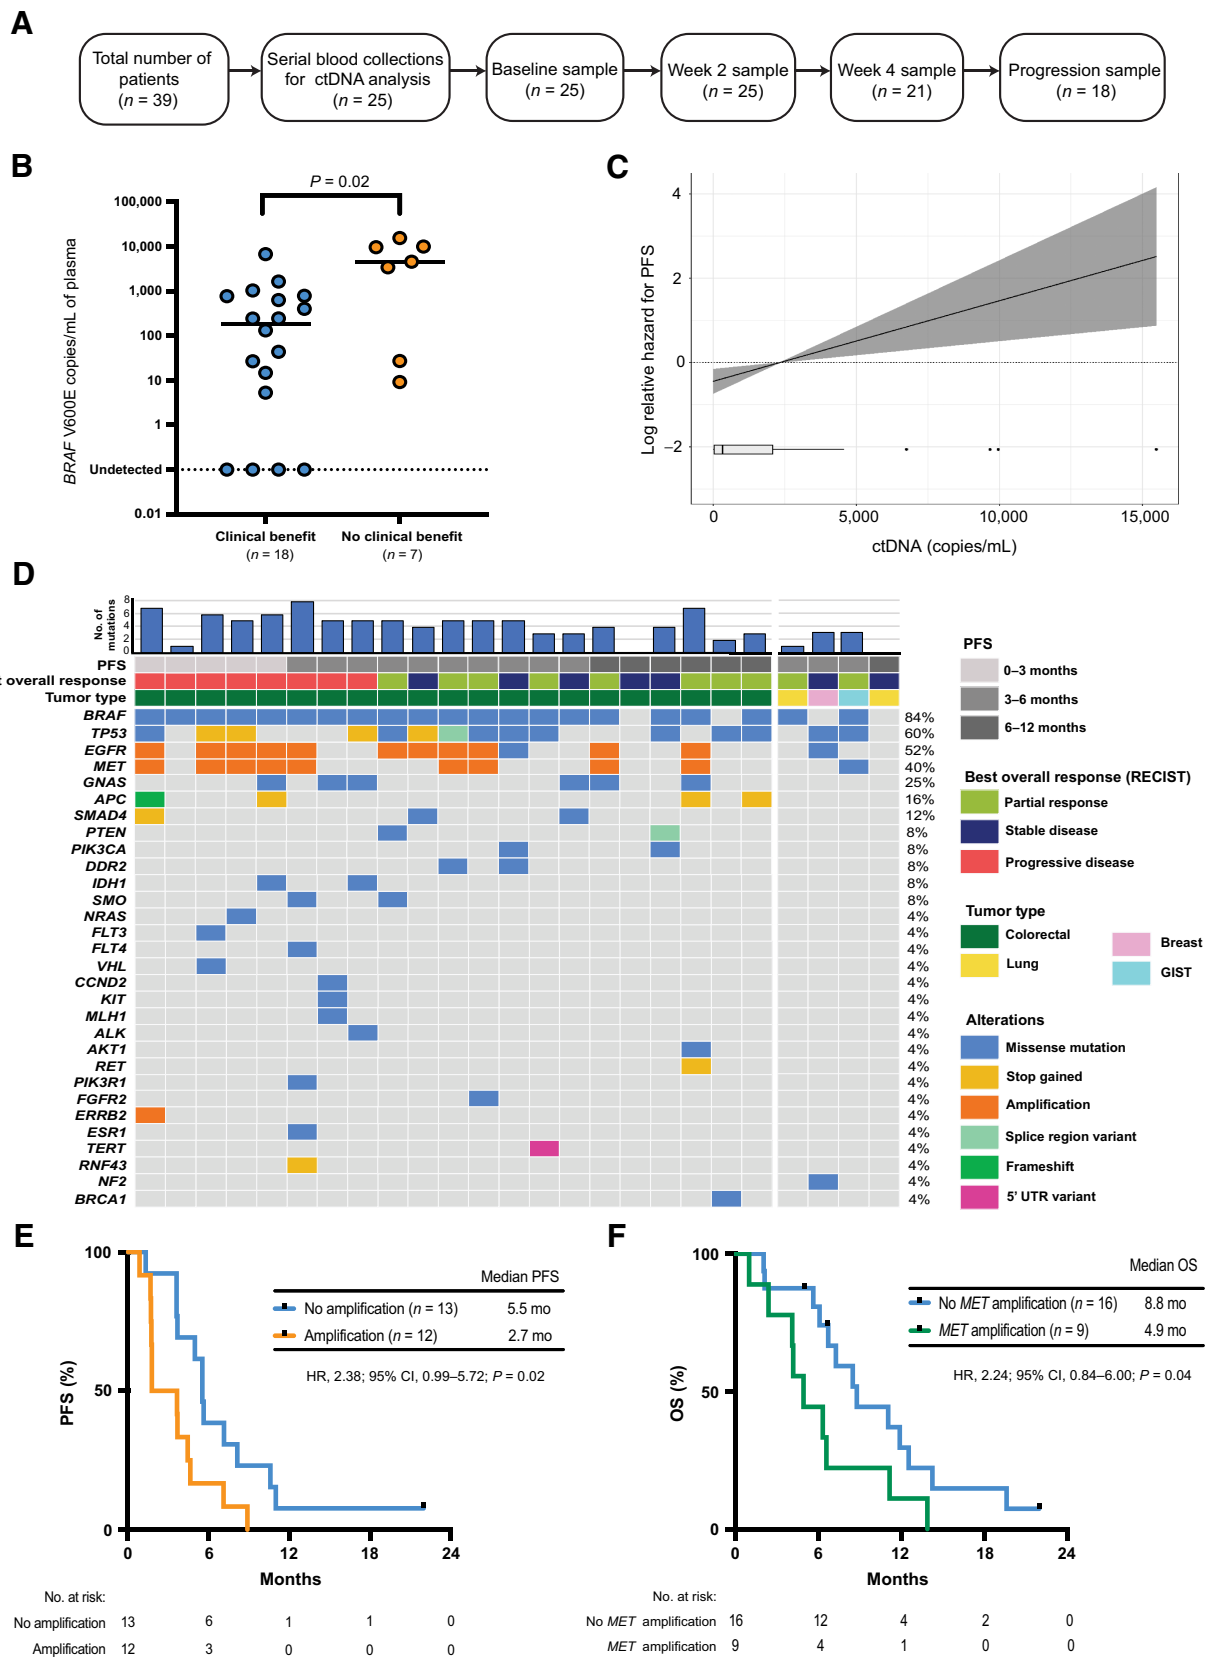 A
Total number of
patients
(n = 39)
Serial blood collections
for ctDNA analysis
(n = 25)
Baseline sample
(n = 25)
Week 2 sample
(n = 25)
Week 4 sample
(n = 21)
Progression sample
(n = 18)
B
P = 0.02
BRAF V600E copies/mL of plasma
100,000
10,000
1,000
100
10
1
Undetected
0.01
Clinical benefit
(n = 18)
No clinical benefit
(n = 7)
C
Log relative hazard for PFS
4
2
0
−2
0
5,000
10,000
15,000
ctDNA (copies/mL)
D
No. of
mutations
8
6
4
2
0
PFS
t overall response
Tumor type
BRAF 84%
TP53 60%
EGFR 52%
MET 40%
GNAS 25%
APC 16%
SMAD4 12%
PTEN 8%
PIK3CA 8%
DDR2 8%
IDH1 8%
SMO 8%
NRAS 4%
FLT3 4%
FLT4 4%
VHL 4%
CCND2 4%
KIT 4%
MLH1 4%
ALK 4%
AKT1 4%
RET 4%
PIK3R1 4%
FGFR2 4%
ERRB2 4%
ESR1 4%
TERT 4%
RNF43 4%
NF2 4%
BRCA1 4%
PFS
0–3 months
3–6 months
6–12 months
Best overall response (RECIST)
Partial response
Stable disease
Progressive disease
Tumor type
Colorectal
Lung
Breast
GIST
Alterations
Missense mutation
Stop gained
Amplification
Splice region variant
Frameshift
5' UTR variant
E
PFS (%)
100
50
0
0 6 12 18 24
Months
Median PFS
No amplification (n = 13) 5.5 mo
Amplification (n = 12) 2.7 mo
HR, 2.38; 95% CI, 0.99–5.72; P = 0.02
No. at risk:
No amplification 13 6 1 1 0
Amplification 12 3 0 0 0
F
OS (%)
100
50
0
0 6 12 18 24
Months
Median OS
No MET amplification (n = 16) 8.8 mo
MET amplification (n = 9) 4.9 mo
HR, 2.24; 95% CI, 0.84–6.00; P = 0.04
No. at risk:
No MET amplification 16 12 4 2 0
MET amplification 9 4 1 0 0